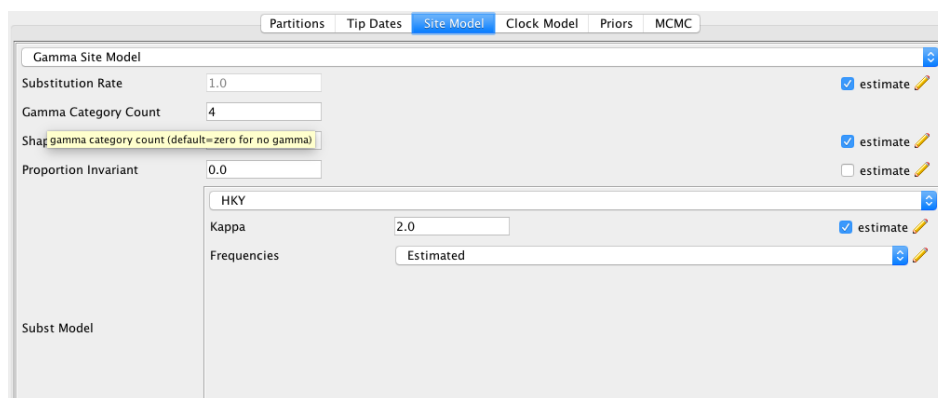 Partitions Tip Dates Site Model Clock Model Priors MCMC
Gamma Site Model
Substitution Rate 1.0 estimate
Gamma Category Count 4
Shap gamma category count (default=zero for no gamma) estimate
Proportion Invariant 0.0 estimate
HKY
Kappa 2.0 estimate
Frequencies Estimated
Subst Model